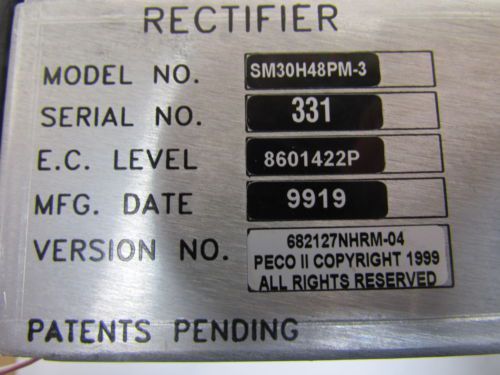 RECTIFIER
MODEL NO. SM30H48PM-3
SERIAL NO. 331
E.C. LEVEL 8601422P
MFG. DATE 9919
VERSION NO. 682127NHRM-04
PECO II COPYRIGHT 1999
ALL RIGHTS RESERVED
PATENTS PENDING